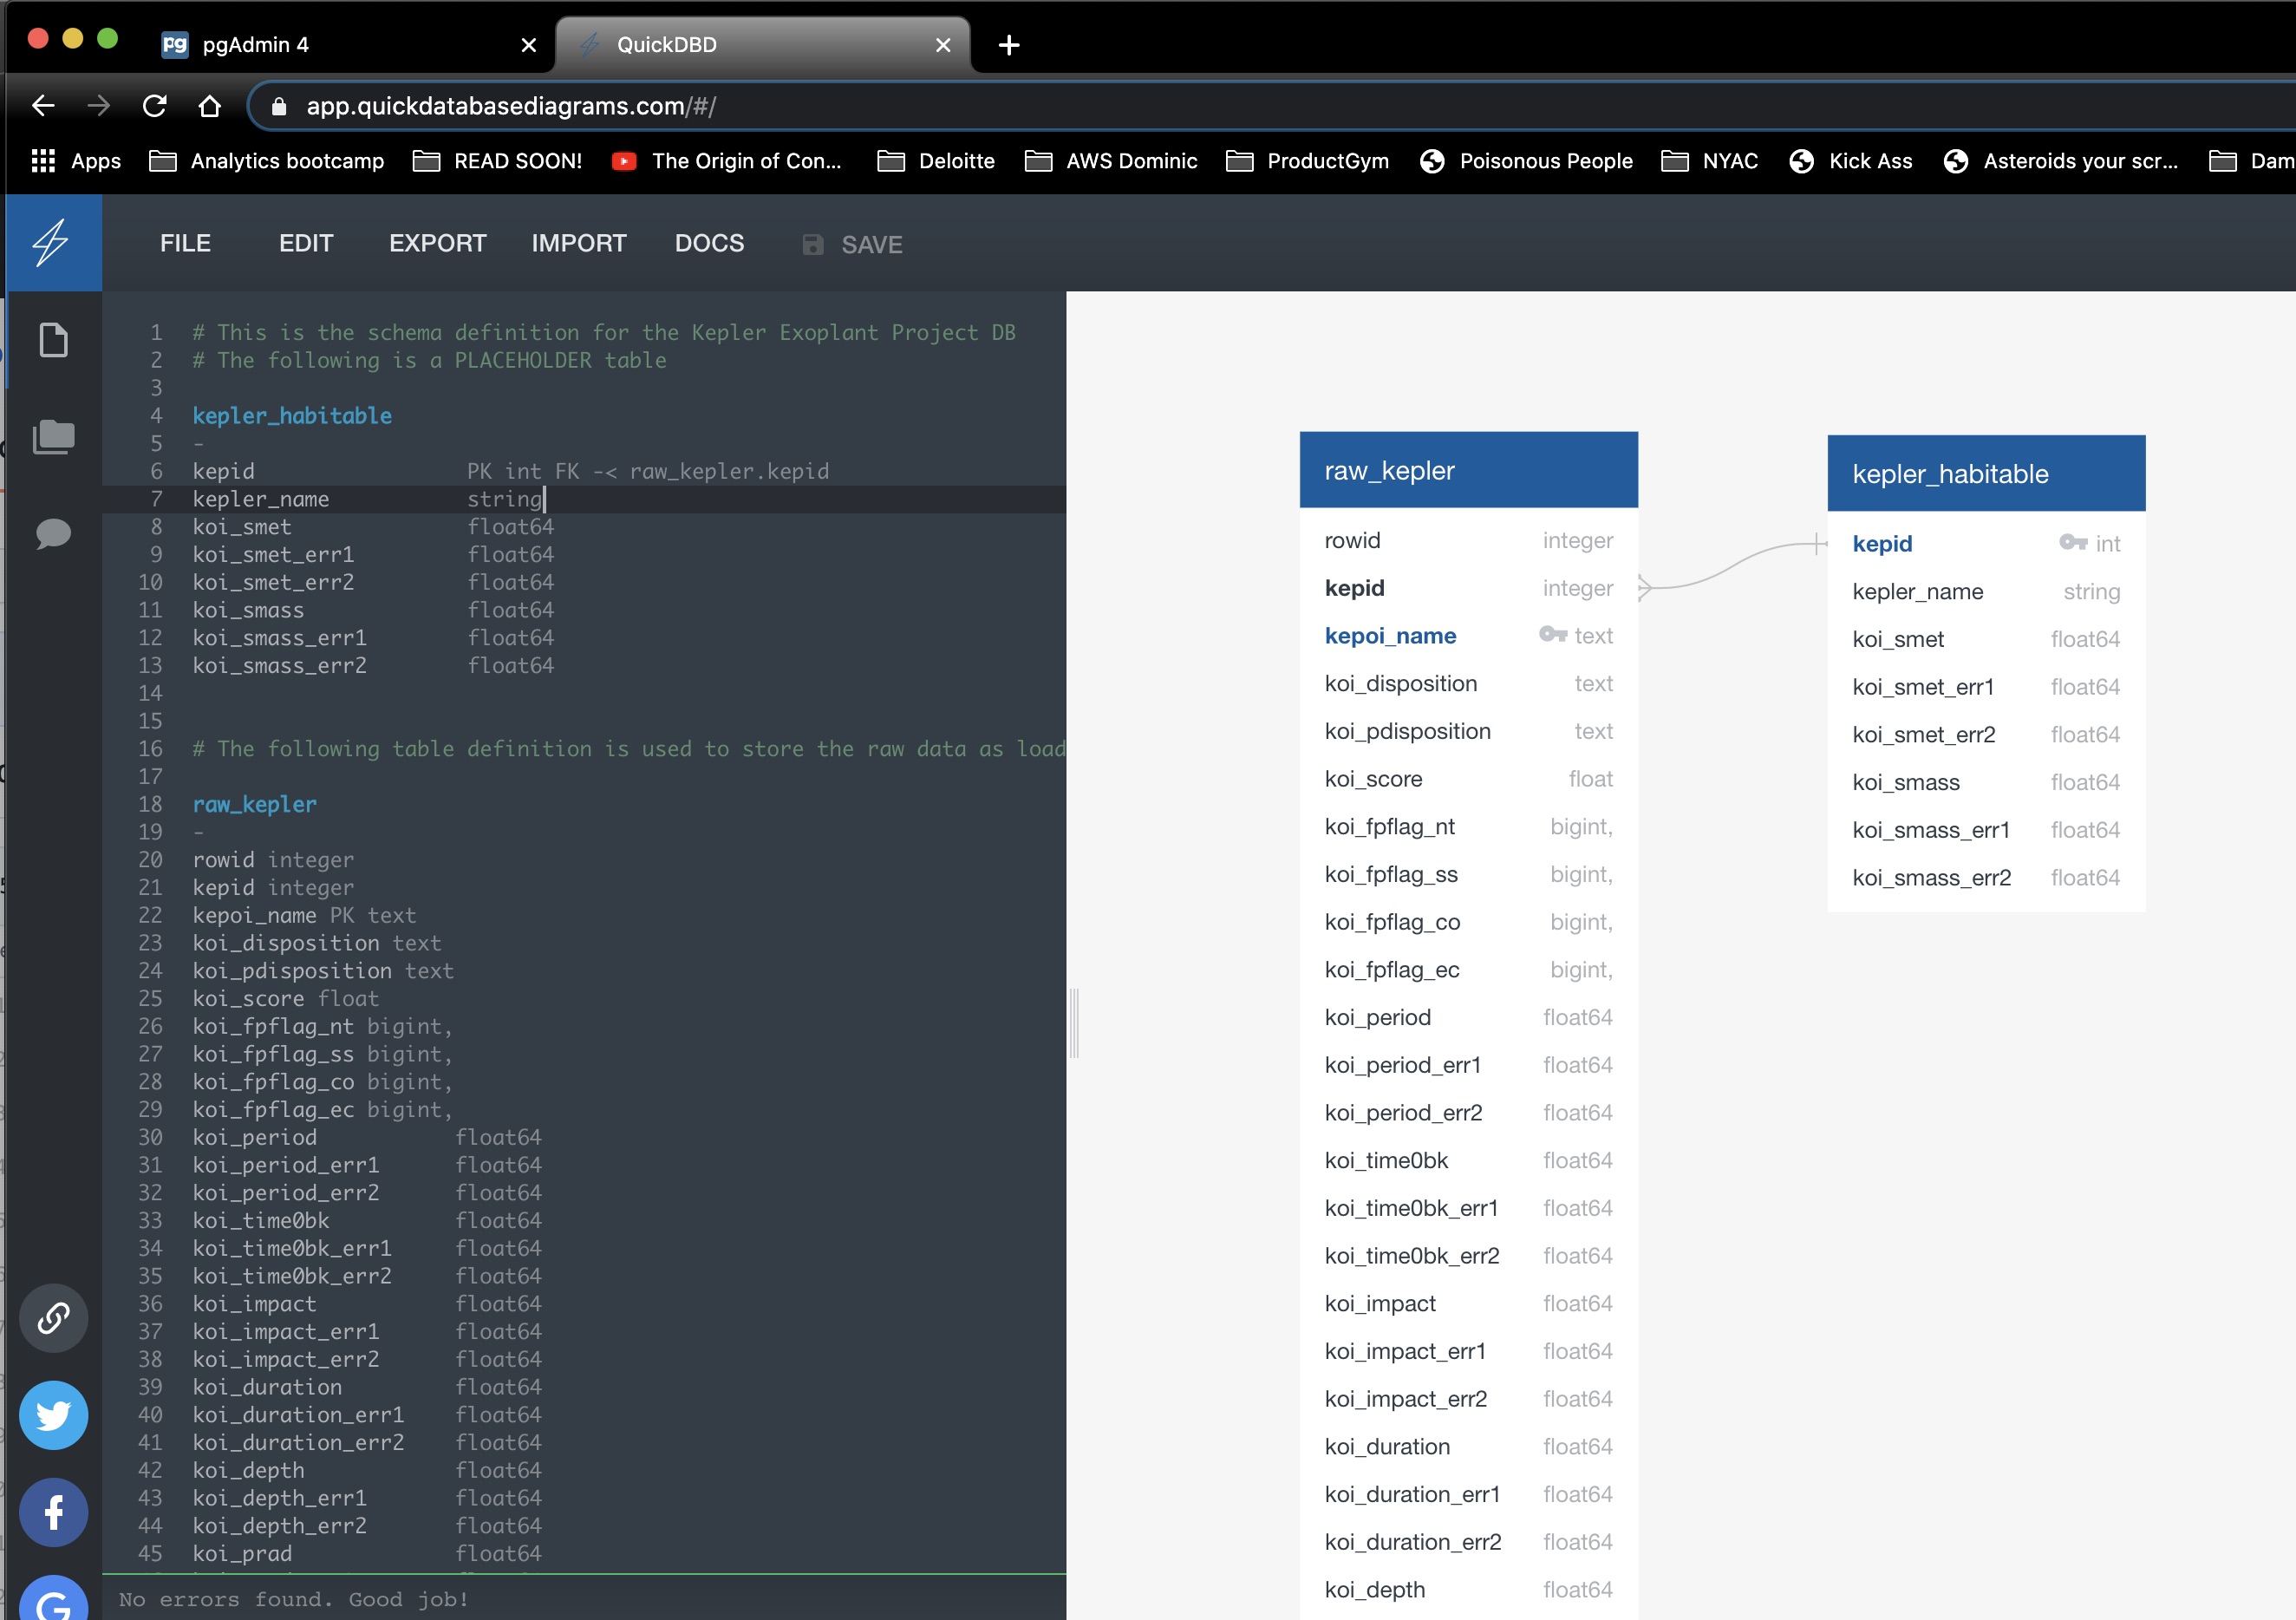 pgAdmin 4
QuickDBD
app.quickdatabasediagrams.com/#/
Apps Analytics bootcamp READ SOON! The Origin of Con... Deloitte AWS Dominic ProductGym Poisonous People NYAC Kick Ass Asteroids your scr... Dam
FILE EDIT EXPORT IMPORT DOCS SAVE
1 # This is the schema definition for the Kepler Exoplant Project DB
2 # The following is a PLACEHOLDER table
3
4 kepler_habitable
5 -
6 kepid PK int FK -< raw_kepler.kepid
7 kepler_name string
8 koi_smet float64
9 koi_smet_err1 float64
10 koi_smet_err2 float64
11 koi_smass float64
12 koi_smass_err1 float64
13 koi_smass_err2 float64
14
15
16 # The following table definition is used to store the raw data as load
17
18 raw_kepler
19 -
20 rowid integer
21 kepid integer
22 kepoi_name PK text
23 koi_disposition text
24 koi_pdisposition text
25 koi_score float
26 koi_fpflag_nt bigint,
27 koi_fpflag_ss bigint,
28 koi_fpflag_co bigint,
29 koi_fpflag_ec bigint,
30 koi_period float64
31 koi_period_err1 float64
32 koi_period_err2 float64
33 koi_time0bk float64
34 koi_time0bk_err1 float64
35 koi_time0bk_err2 float64
36 koi_impact float64
37 koi_impact_err1 float64
38 koi_impact_err2 float64
39 koi_duration float64
40 koi_duration_err1 float64
41 koi_duration_err2 float64
42 koi_depth float64
43 koi_depth_err1 float64
44 koi_depth_err2 float64
45 koi_prad float64
No errors found. Good job!
raw_kepler
rowid integer
kepid integer
kepoi_name text
koi_disposition text
koi_pdisposition text
koi_score float
koi_fpflag_nt bigint,
koi_fpflag_ss bigint,
koi_fpflag_co bigint,
koi_fpflag_ec bigint,
koi_period float64
koi_period_err1 float64
koi_period_err2 float64
koi_time0bk float64
koi_time0bk_err1 float64
koi_time0bk_err2 float64
koi_impact float64
koi_impact_err1 float64
koi_impact_err2 float64
koi_duration float64
koi_duration_err1 float64
koi_duration_err2 float64
koi_depth float64
kepler_habitable
kepid int
kepler_name string
koi_smet float64
koi_smet_err1 float64
koi_smet_err2 float64
koi_smass float64
koi_smass_err1 float64
koi_smass_err2 float64